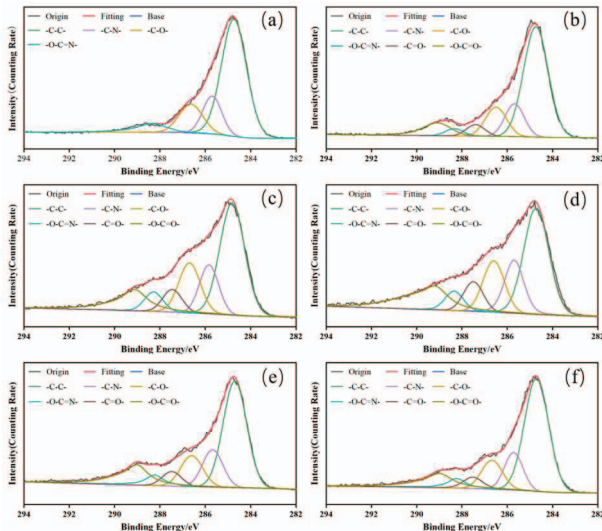 Intensity(Counting Rate)
Origin Fitting Base (a)
-C-C- -C-N- -C-O-
-O-C=N-
294 292 290 288 286 284 282
Binding Energy/eV
Intensity(Counting Rate)
Origin Fitting Base (b)
-C-C- -C-N- -C-O-
-O-C=N- -C=O- -O-C=O-
294 292 290 288 286 284 282
Binding Energy/eV
Intensity(Counting Rate)
Origin Fitting Base (c)
-C-C- -C-N- -C-O-
-O-C=N- -C=O- -O-C=O-
294 292 290 288 286 284 282
Binding Energy/eV
Intensity(Counting Rate)
Origin Fitting Base (d)
-C-C- -C-N- -C-O-
-O-C=N- -C=O- -O-C=O-
294 292 290 288 286 284 282
Binding Energy/eV
Intensity(Counting Rate)
Origin Fitting Base (e)
-C-C- -C-N- -C-O-
-O-C=N- -C=O- -O-C=O-
294 292 290 288 286 284 282
Binding Energy/eV
Intensity(Counting Rate)
Origin Fitting Base (f)
-C-C- -C-N- -C-O-
-O-C=N- -C=O- -O-C=O-
294 292 290 288 286 284 282
Binding Energy/eV